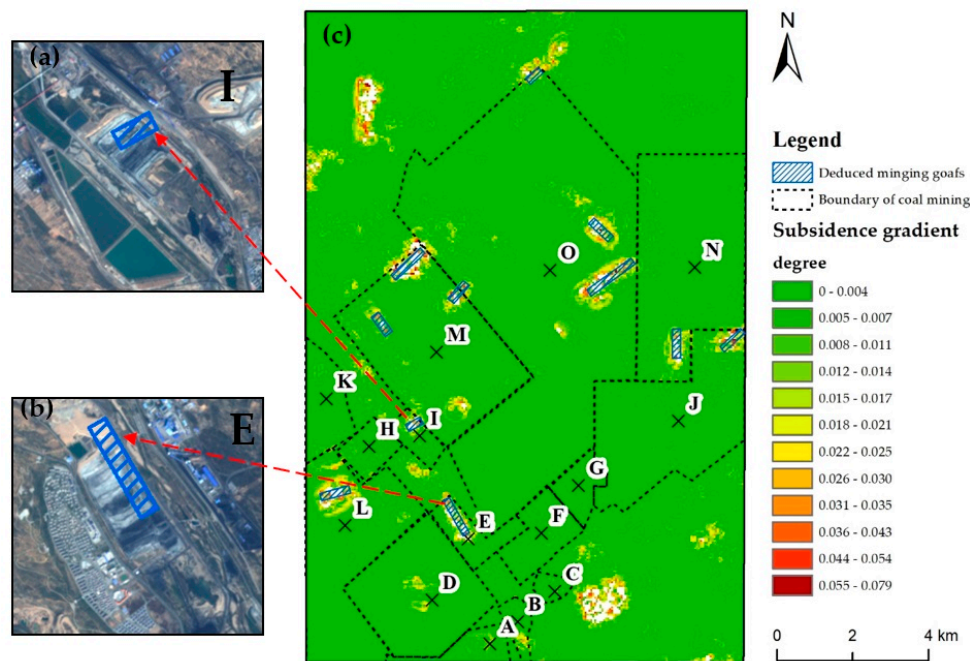 (a)
I
(b)
E
(c)
O
N
M
K
J
I
H
G
L
E
F
D
C
B
A
N
Legend
Deduced minging goafs
Boundary of coal mining
Subsidence gradient
degree
0 - 0.004
0.005 - 0.007
0.008 - 0.011
0.012 - 0.014
0.015 - 0.017
0.018 - 0.021
0.022 - 0.025
0.026 - 0.030
0.031 - 0.035
0.036 - 0.043
0.044 - 0.054
0.055 - 0.079
0 2 4 km